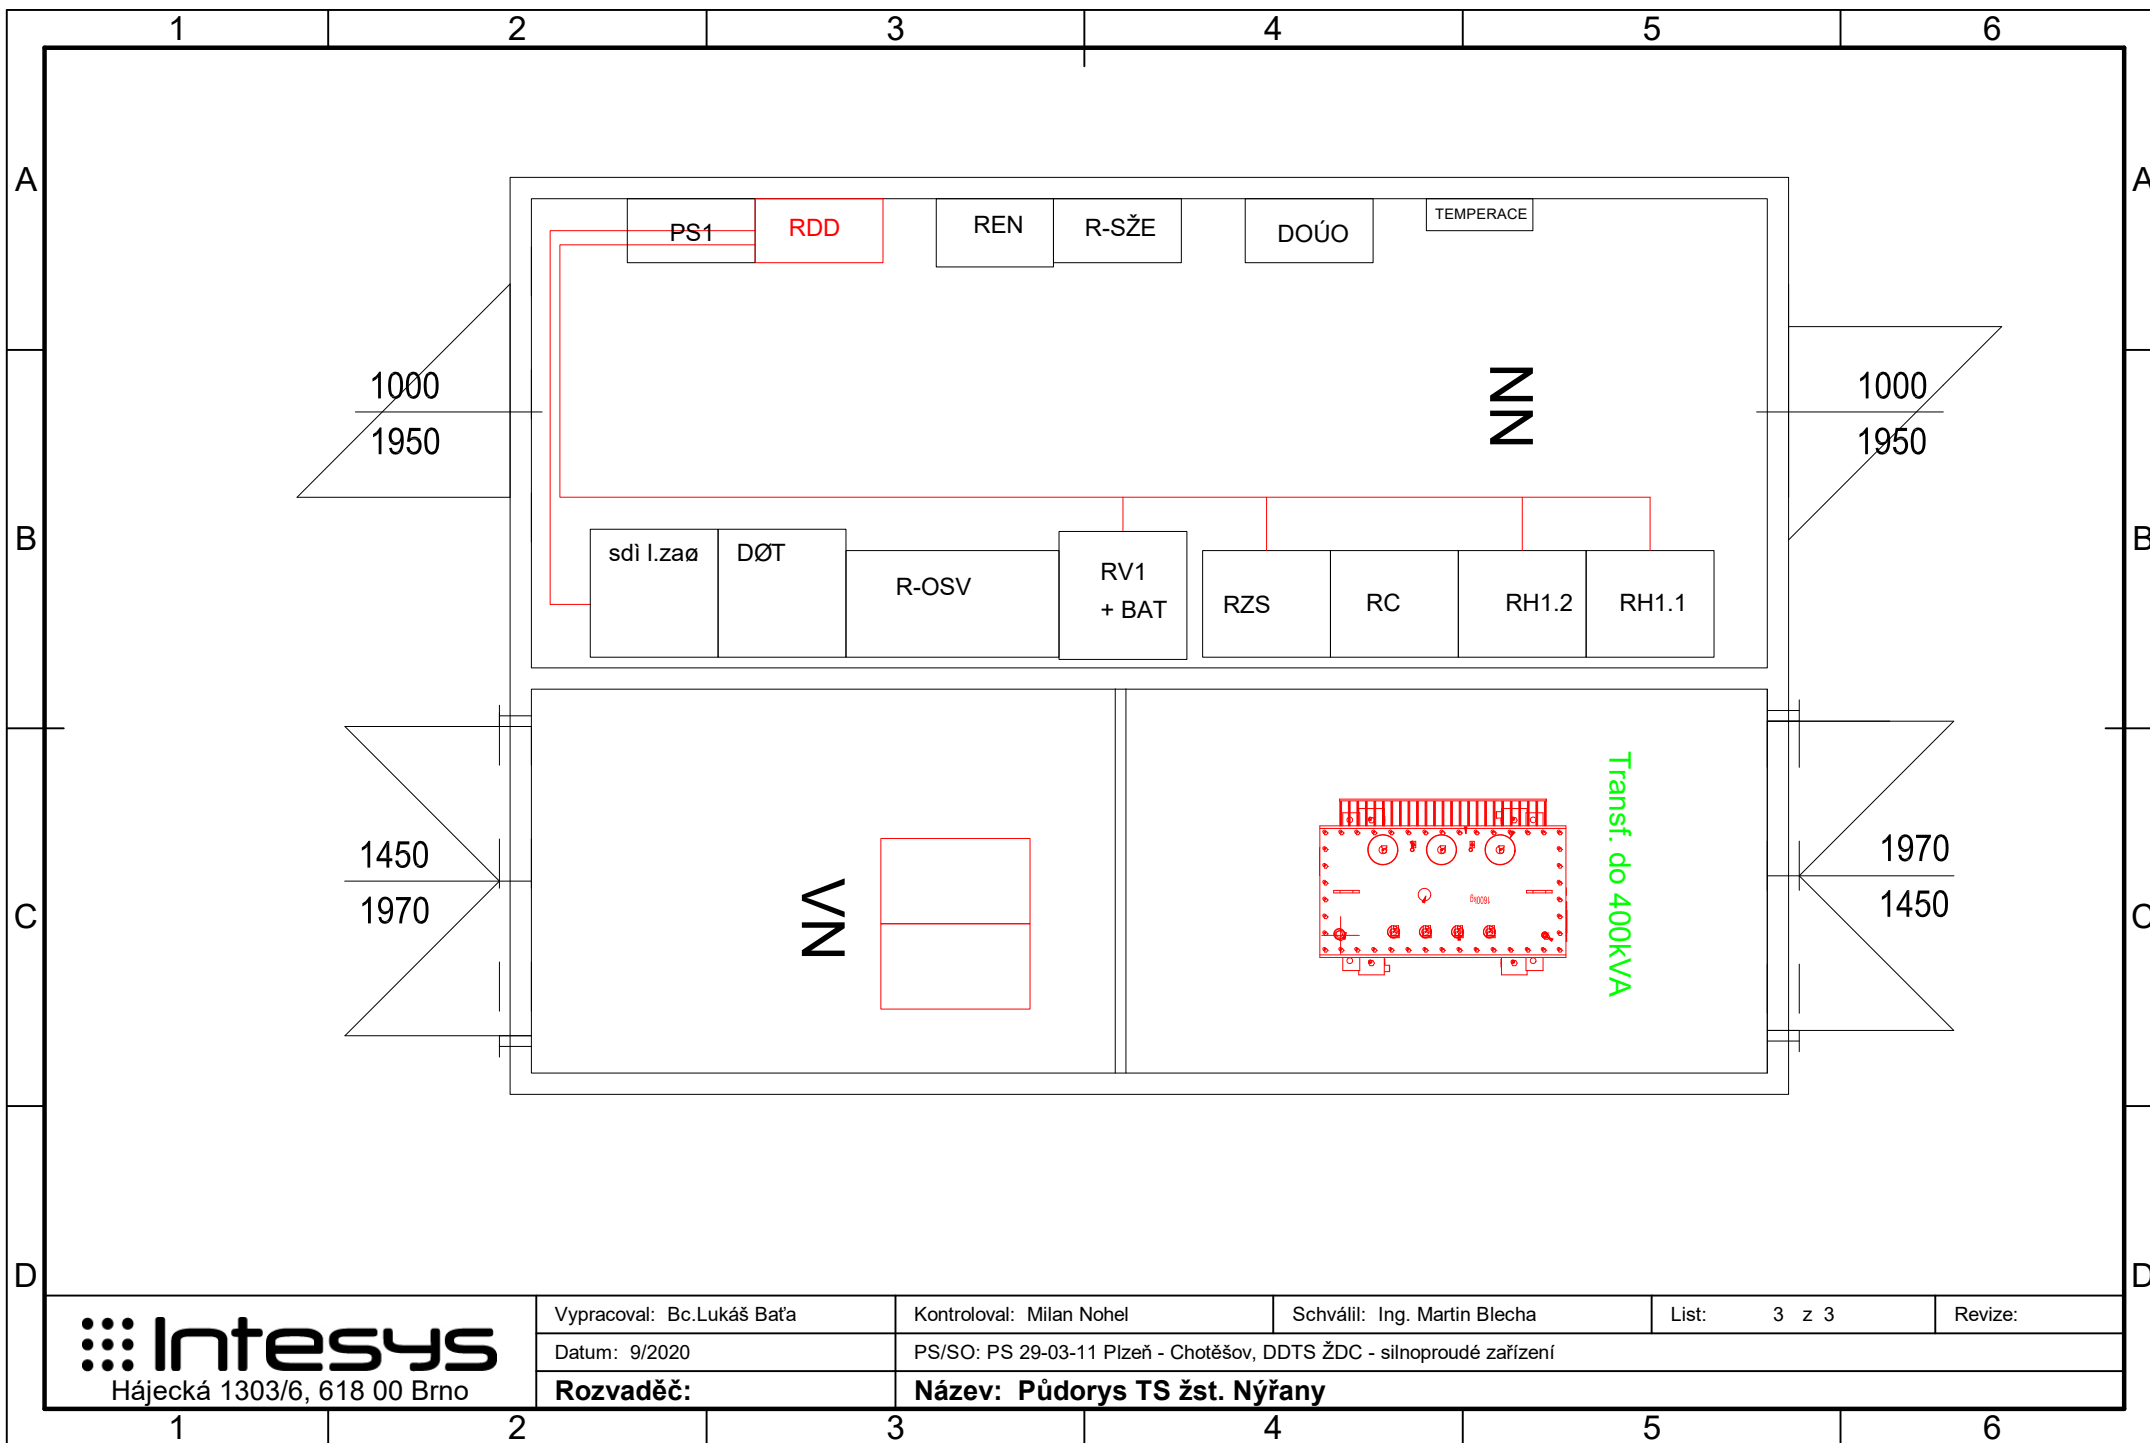 1 2 3 4 5 6
A A
PS1 RDD REN R-SŽE DOÚO TEMPERACE
1000
1950
NN
1000
1950
B B
sdì l.zaø DØT R-OSV RV1
+ BAT
RZS RC RH1.2 RH1.1
1450
1970
VN
1600kg
Transf. do 400kVA
1970
1450
C C
D D
Intesys
Hájecká 1303/6, 618 00 Brno
Vypracoval: Bc.Lukáš Baťa Kontroloval: Milan Nohel Schválil: Ing. Martin Blecha List: 3 z 3 Revize:
Datum: 9/2020 PS/SO: PS 29-03-11 Plzeň - Chotěšov, DDTS ŽDC - silnoproudé zařízení
Rozvaděč: Název: Půdorys TS žst. Nýřany
1 2 3 4 5 6